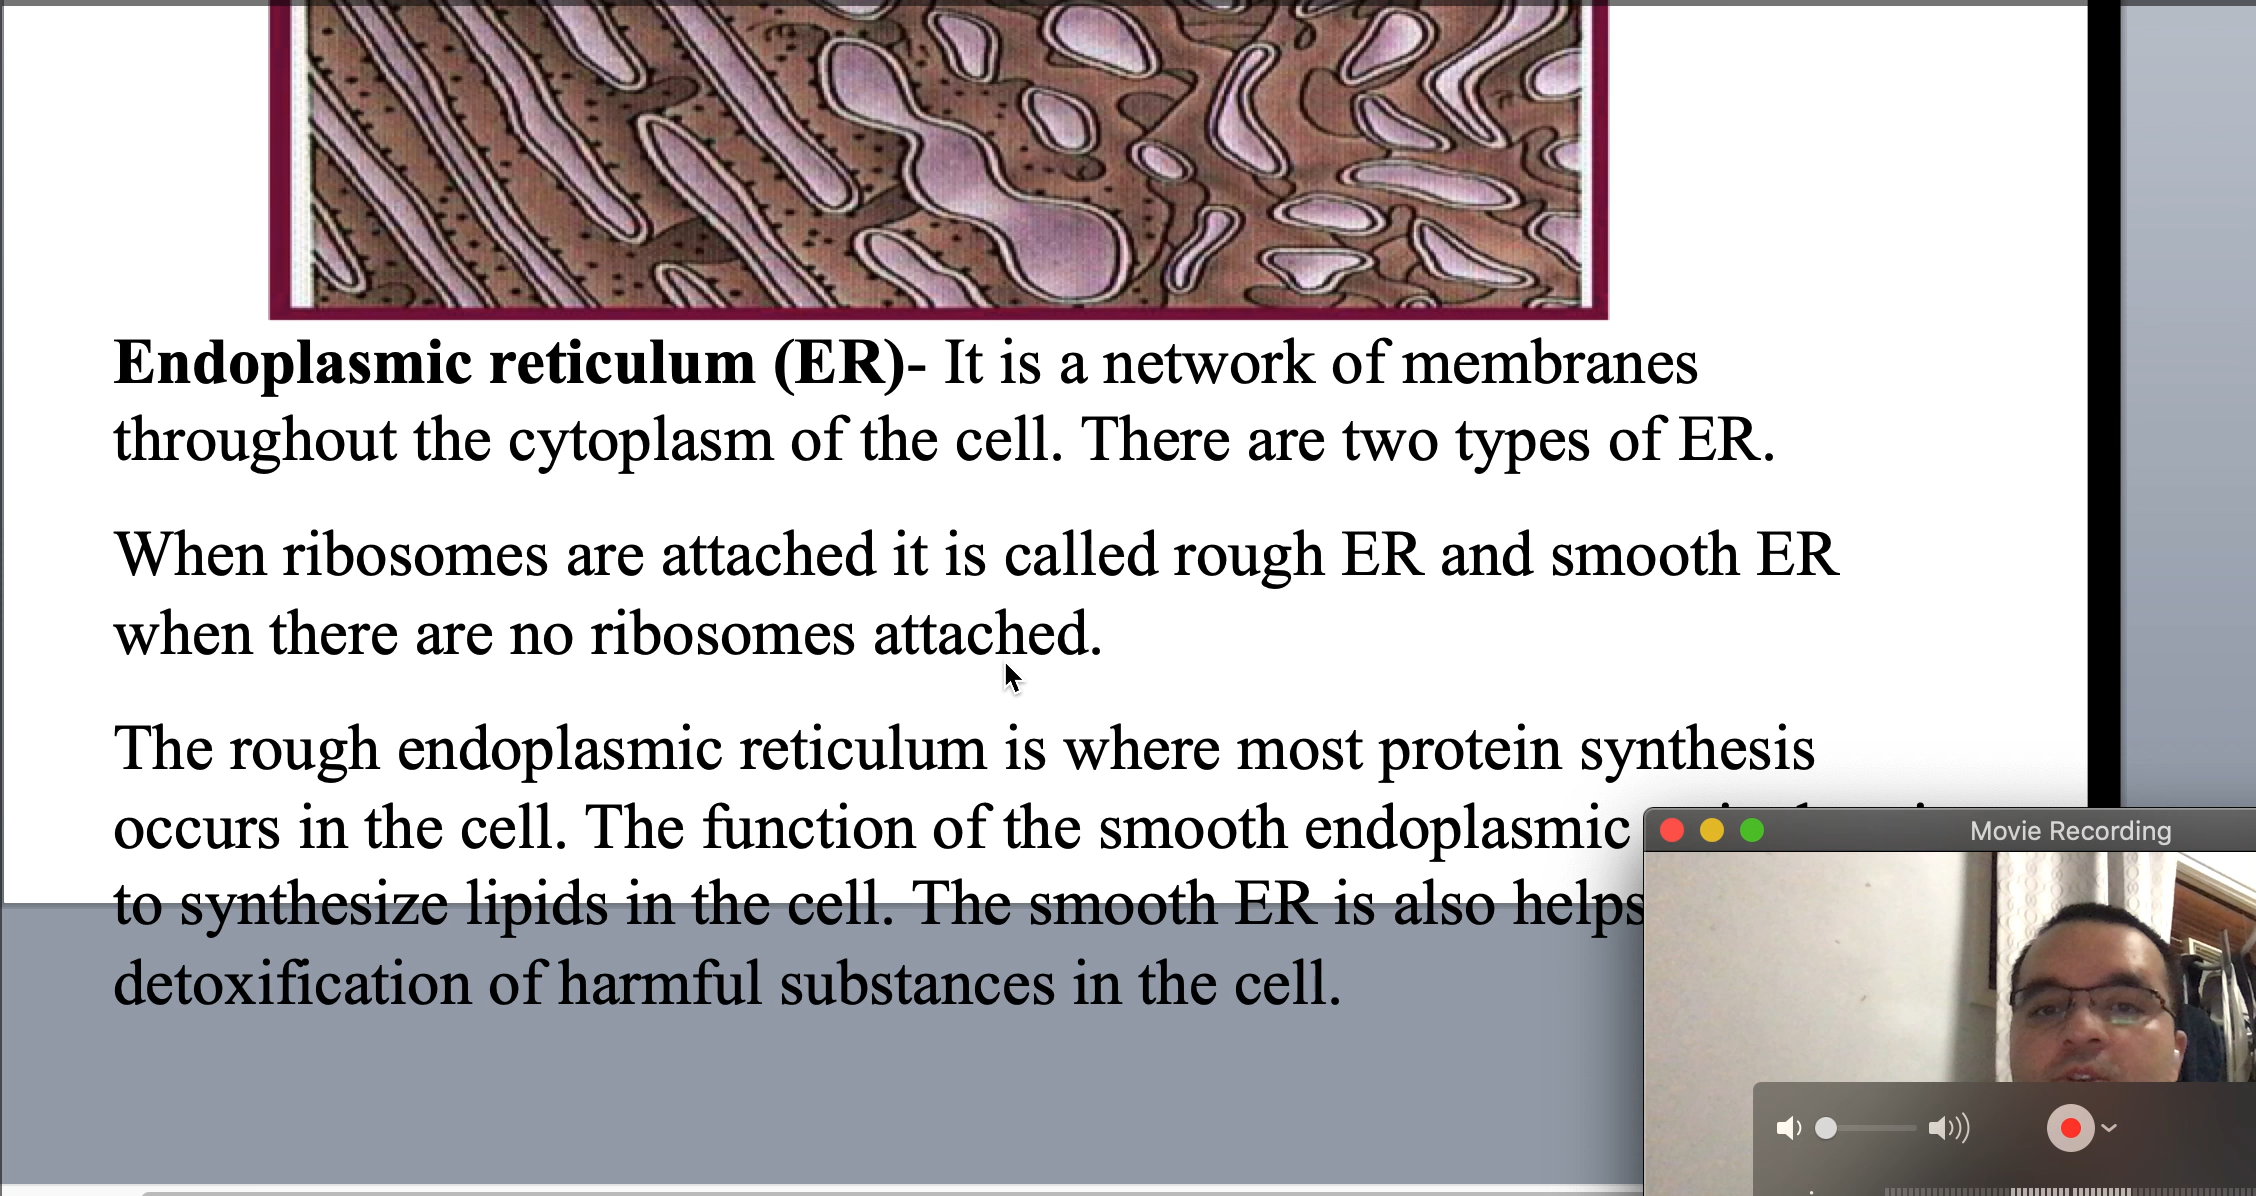 Endoplasmic reticulum (ER)- It is a network of membranes
throughout the cytoplasm of the cell. There are two types of ER.
When ribosomes are attached it is called rough ER and smooth ER
when there are no ribosomes attached.
The rough endoplasmic reticulum is where most protein synthesis
occurs in the cell. The function of the smooth endoplasmic
to synthesize lipids in the cell. The smooth ER is also helps
detoxification of harmful substances in the cell.
Movie Recording